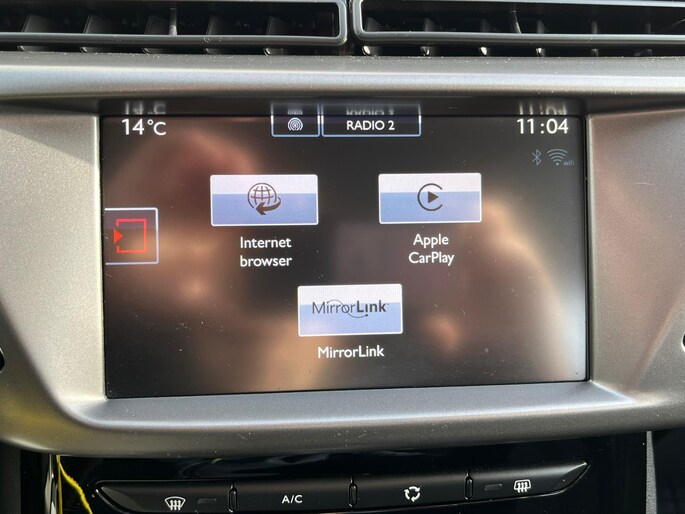 14°C
RADIO 2
11:04
wifi
Internet
browser
Apple
CarPlay
MirrorLink
MirrorLink
A/C